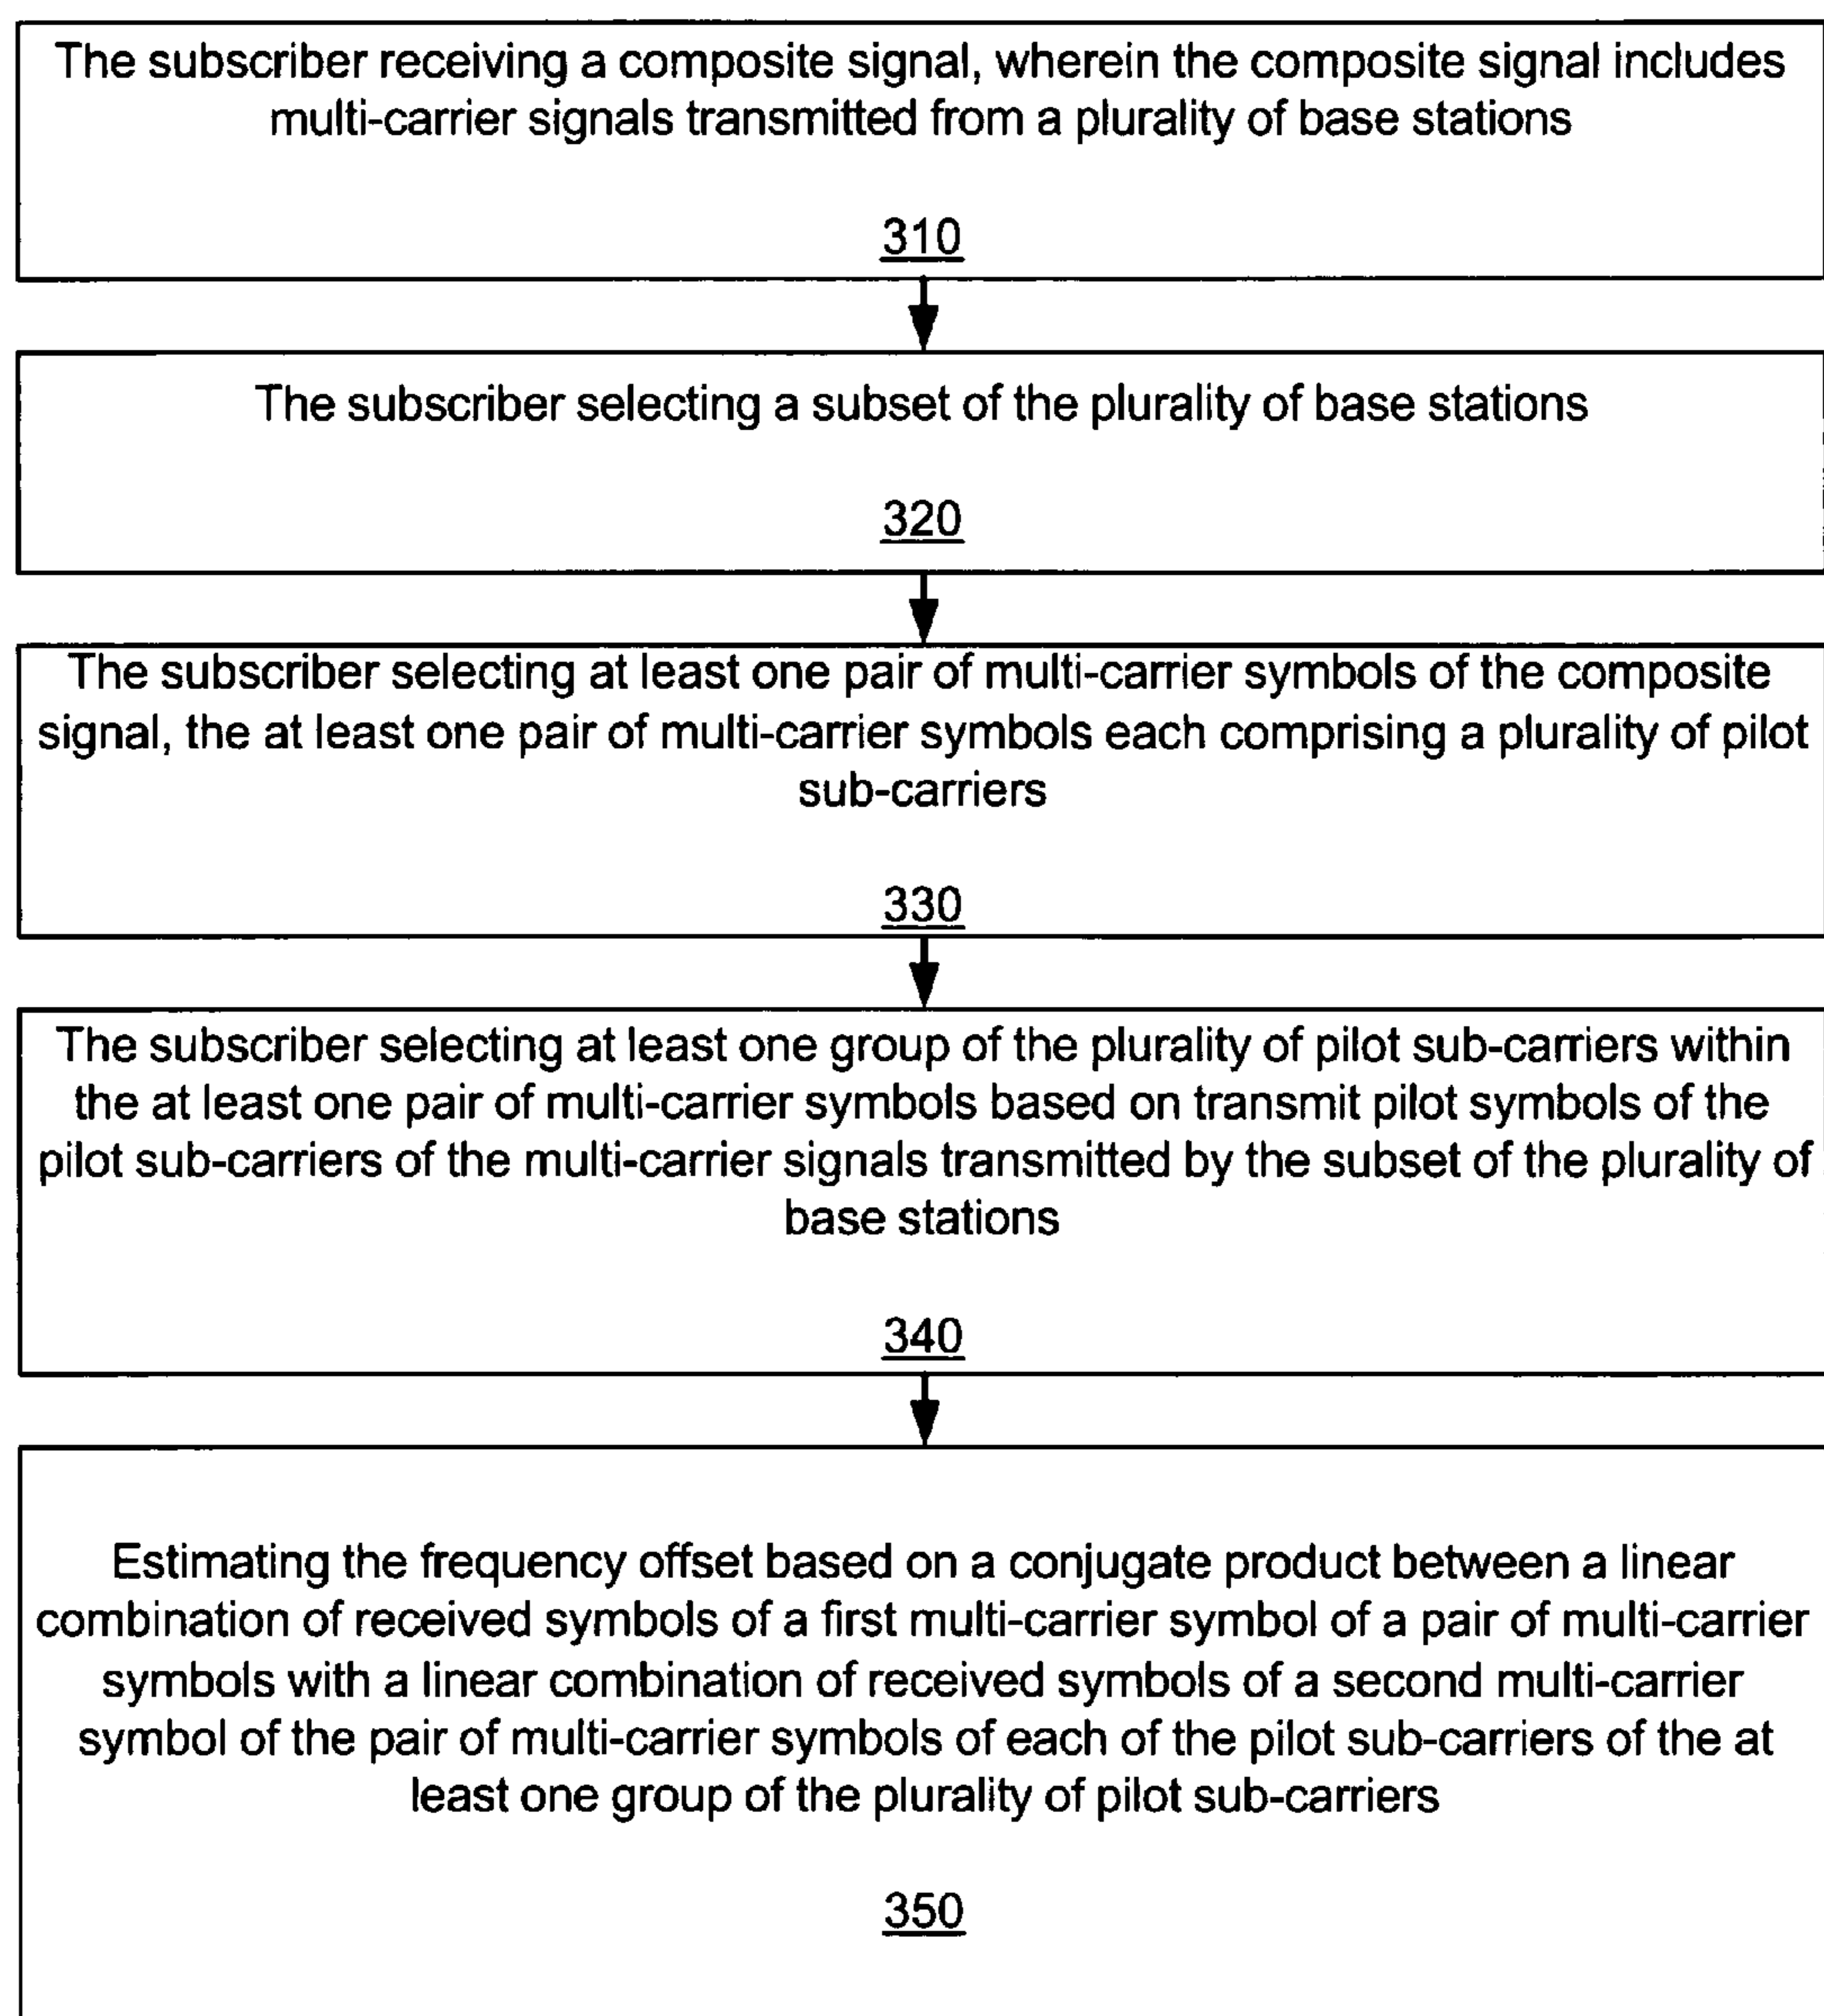 The subscriber receiving a composite signal, wherein the composite signal includes
multi-carrier signals transmitted from a plurality of base stations
310
The subscriber selecting a subset of the plurality of base stations
320
The subscriber selecting at least one pair of multi-carrier symbols of the composite
signal, the at least one pair of multi-carrier symbols each comprising a plurality of pilot
sub-carriers
330
The subscriber selecting at least one group of the plurality of pilot sub-carriers within
the at least one pair of multi-carrier symbols based on transmit pilot symbols of the
pilot sub-carriers of the multi-carrier signals transmitted by the subset of the plurality of
base stations
340
Estimating the frequency offset based on a conjugate product between a linear
combination of received symbols of a first multi-carrier symbol of a pair of multi-carrier
symbols with a linear combination of received symbols of a second multi-carrier
symbol of the pair of multi-carrier symbols of each of the pilot sub-carriers of the at
least one group of the plurality of pilot sub-carriers
350